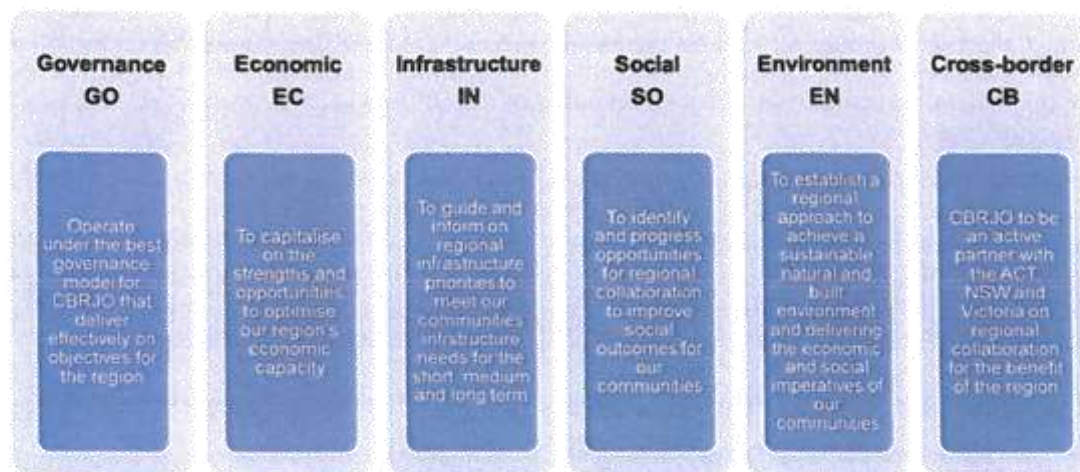 Governance
GO
Operate
under the best
governance
model for
CBRJO that
deliver
effectively on
objectives for
the region
Economic
EC
To capitalise
on the
strengths and
opportunities
to optimise
our region's
economic
capacity
Infrastructure
IN
To guide and
inform on
regional
infrastructure
priorities to
meet our
communities
infrstructure
needs for the
short medium
and long term
Social
SO
To identify
and progress
opportunities
for regional
collaboration
to improve
social
outcomes for
our
communities
Environment
EN
To establish a
regional
approach to
achieve a
sustainable
natural and
built
environment
and delivering
the economic
and social
imperatives of
our
communities
Cross-border
CB
CBRJO to be
an active
partner with
the ACT
NSW and
Victoria on
regional
collaboration
for the benefit
of the region